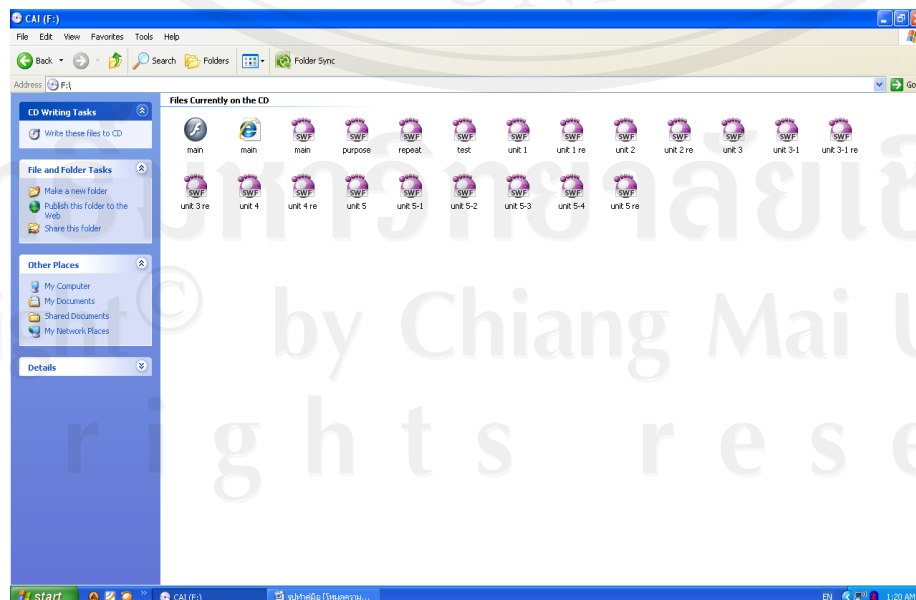 CAI (F:)
File Edit View Favorites Tools Help
Back Search Folders Folder Sync
Address F:\ Go
CD Writing Tasks
Write these files to CD
File and Folder Tasks
Make a new folder
Publish this folder to the
Web
Share this folder
Other Places
My Computer
My Documents
Shared Documents
My Network Places
Details
Files Currently on the CD
main main main purpose repeat test unit 1 unit 1 re unit 2 unit 2 re unit 3 unit 3-1 unit 3-1 re
unit 3 re unit 4 unit 4 re unit 5 unit 5-1 unit 5-2 unit 5-3 unit 5-4 unit 5 re
by Chiang Mai U
rights rese
start CAI (F:) EN 1:20 AM